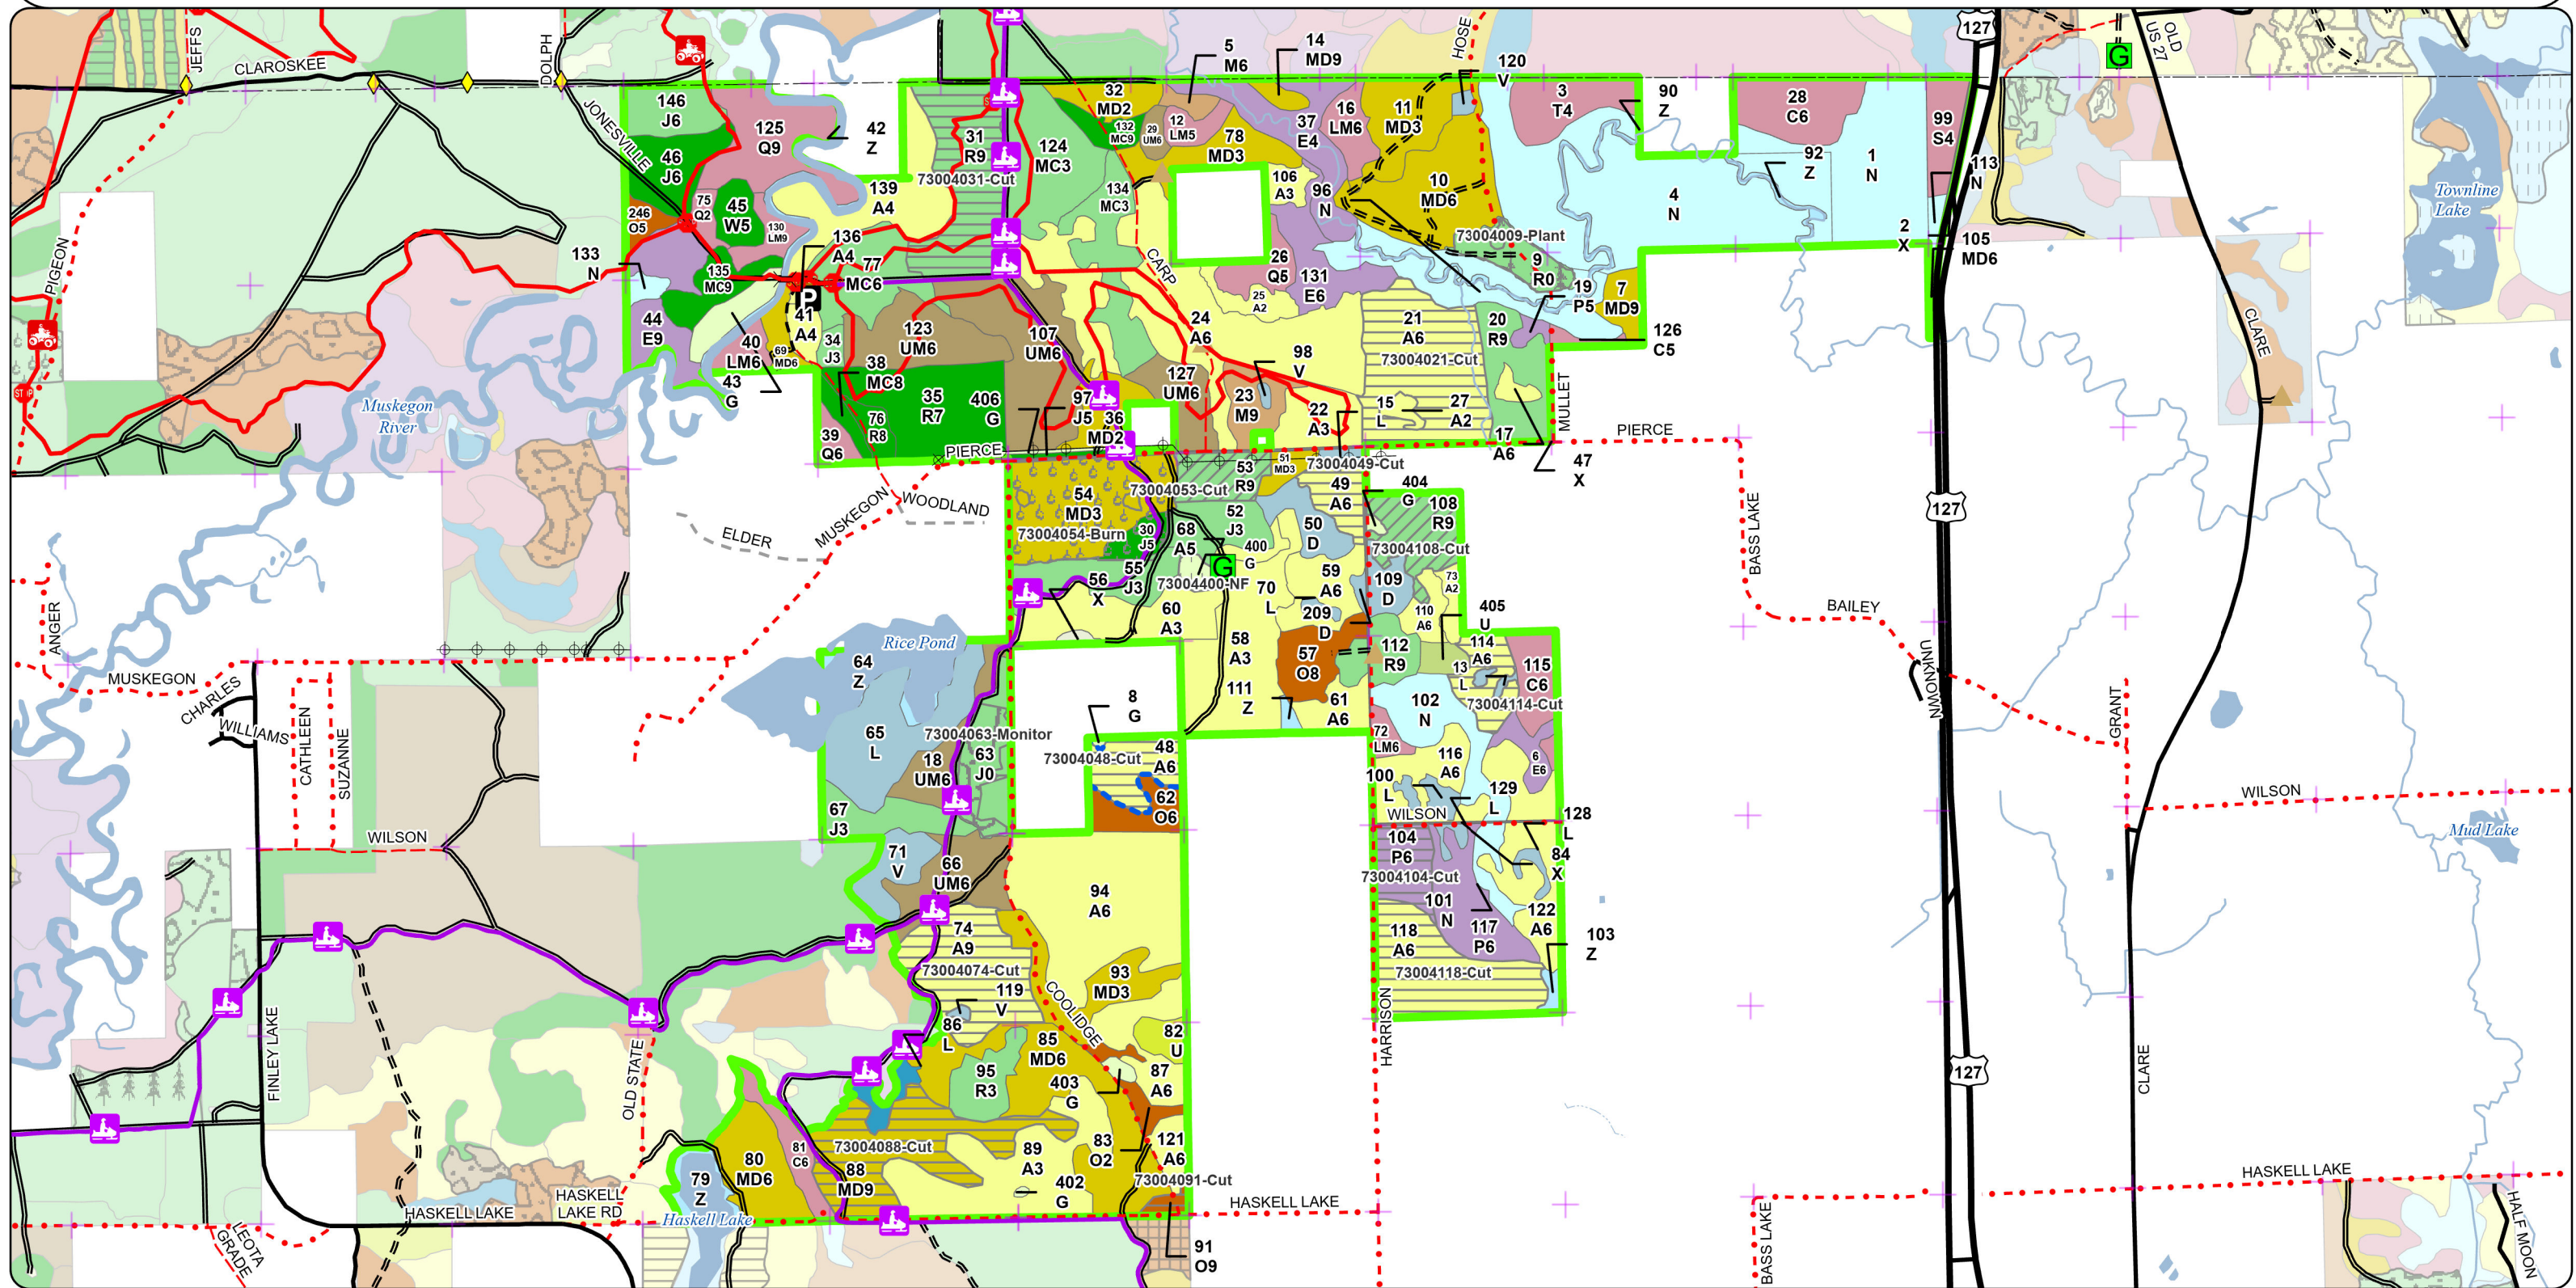 JEFFS
CLAROSKEE
DOLPH
JONESVILLE
HOSE
127
OLD
US 27
G
5
M6
14
MD9
120
V
146
J6
125
Q9
42
Z
31
R9
73004031-Cut
124
MC3
32
MD2
132
MC9
29
UM6
12
LM5
78
MD3
37
E4
16
LM6
11
MD3
3
T4
90
Z
28
C6
99
S4
113
N
92
Z
1
N
46
J6
75
Q2
45
W5
130
LM9
246
O5
139
A4
134
MC3
106
A3
96
N
10
MD6
4
N
2
X
105
MD6
Townline
Lake
133
N
135
MC9
136
A4
77
MC6
P
41
A4
73004009-Plant
9
R0
19
P5
7
MD9
126
C5
26
Q5
131
E6
25
A2
CARP
PIGEON
44
E9
40
LM6
69
MD6
34
J3
43
G
123
UM6
107
UM6
24
A6
21
A6
73004021-Cut
20
R9
98
V
38
MC8
35
R7
406
G
97
J5
36
MD2
127
UM6
23
M9
22
A3
15
L
27
A2
17
A6
47
X
MULLET
PIERCE
76
R8
39
Q6
PIERCE
Muskegon
River
STOP
CLARE
ELDER
MUSKEGON
WOODLAND
54
MD3
73004054-Burn
73004053-Cut
53
R9
51
MD3
73004049-Cut
49
A6
404
G
108
R9
73004108-Cut
30
J5
68
A5
52
J3
50
D
400
G
G
73004400-NF
55
J3
56
X
60
A3
70
L
59
A6
209
D
109
D
73
A2
110
A6
405
U
BASS LAKE
BAILEY
127
UNKNOWN
GRANT
ANGER
MUSKEGON
CHARLES
WILLIAMS
CATHLEEN
SUZANNE
WILSON
Rice Pond
64
Z
65
L
73004063-Monitor
63
J0
18
UM6
67
J3
8
G
73004048-Cut
48
A6
62
O6
58
A3
111
Z
57
O8
61
A6
112
R9
114
A6
13
L
115
C6
73004114-Cut
102
N
72
LM6
116
A6
6
E6
100
L
129
L
WILSON
128
L
84
X
WILSON
Mud Lake
71
V
66
UM6
94
A6
104
P6
73004104-Cut
101
N
117
P6
122
A6
103
Z
118
A6
73004118-Cut
74
A9
73004074-Cut
119
V
93
MD3
COOLIDGE
86
L
85
MD6
82
U
87
A6
95
R3
403
G
HARRISON
FINLEY LAKE
OLD STATE
127
CLARE
73004088-Cut
81
C6
80
MD6
88
MD9
89
A3
83
O2
121
A6
402
G
73004091-Cut
79
Z
Haskell Lake
HASKELL LAKE
HASKELL
LAKE RD
LEOTA
GRADE
HASKELL LAKE
91
O9
BASS LAKE
HASKELL LAKE
HALF MOON